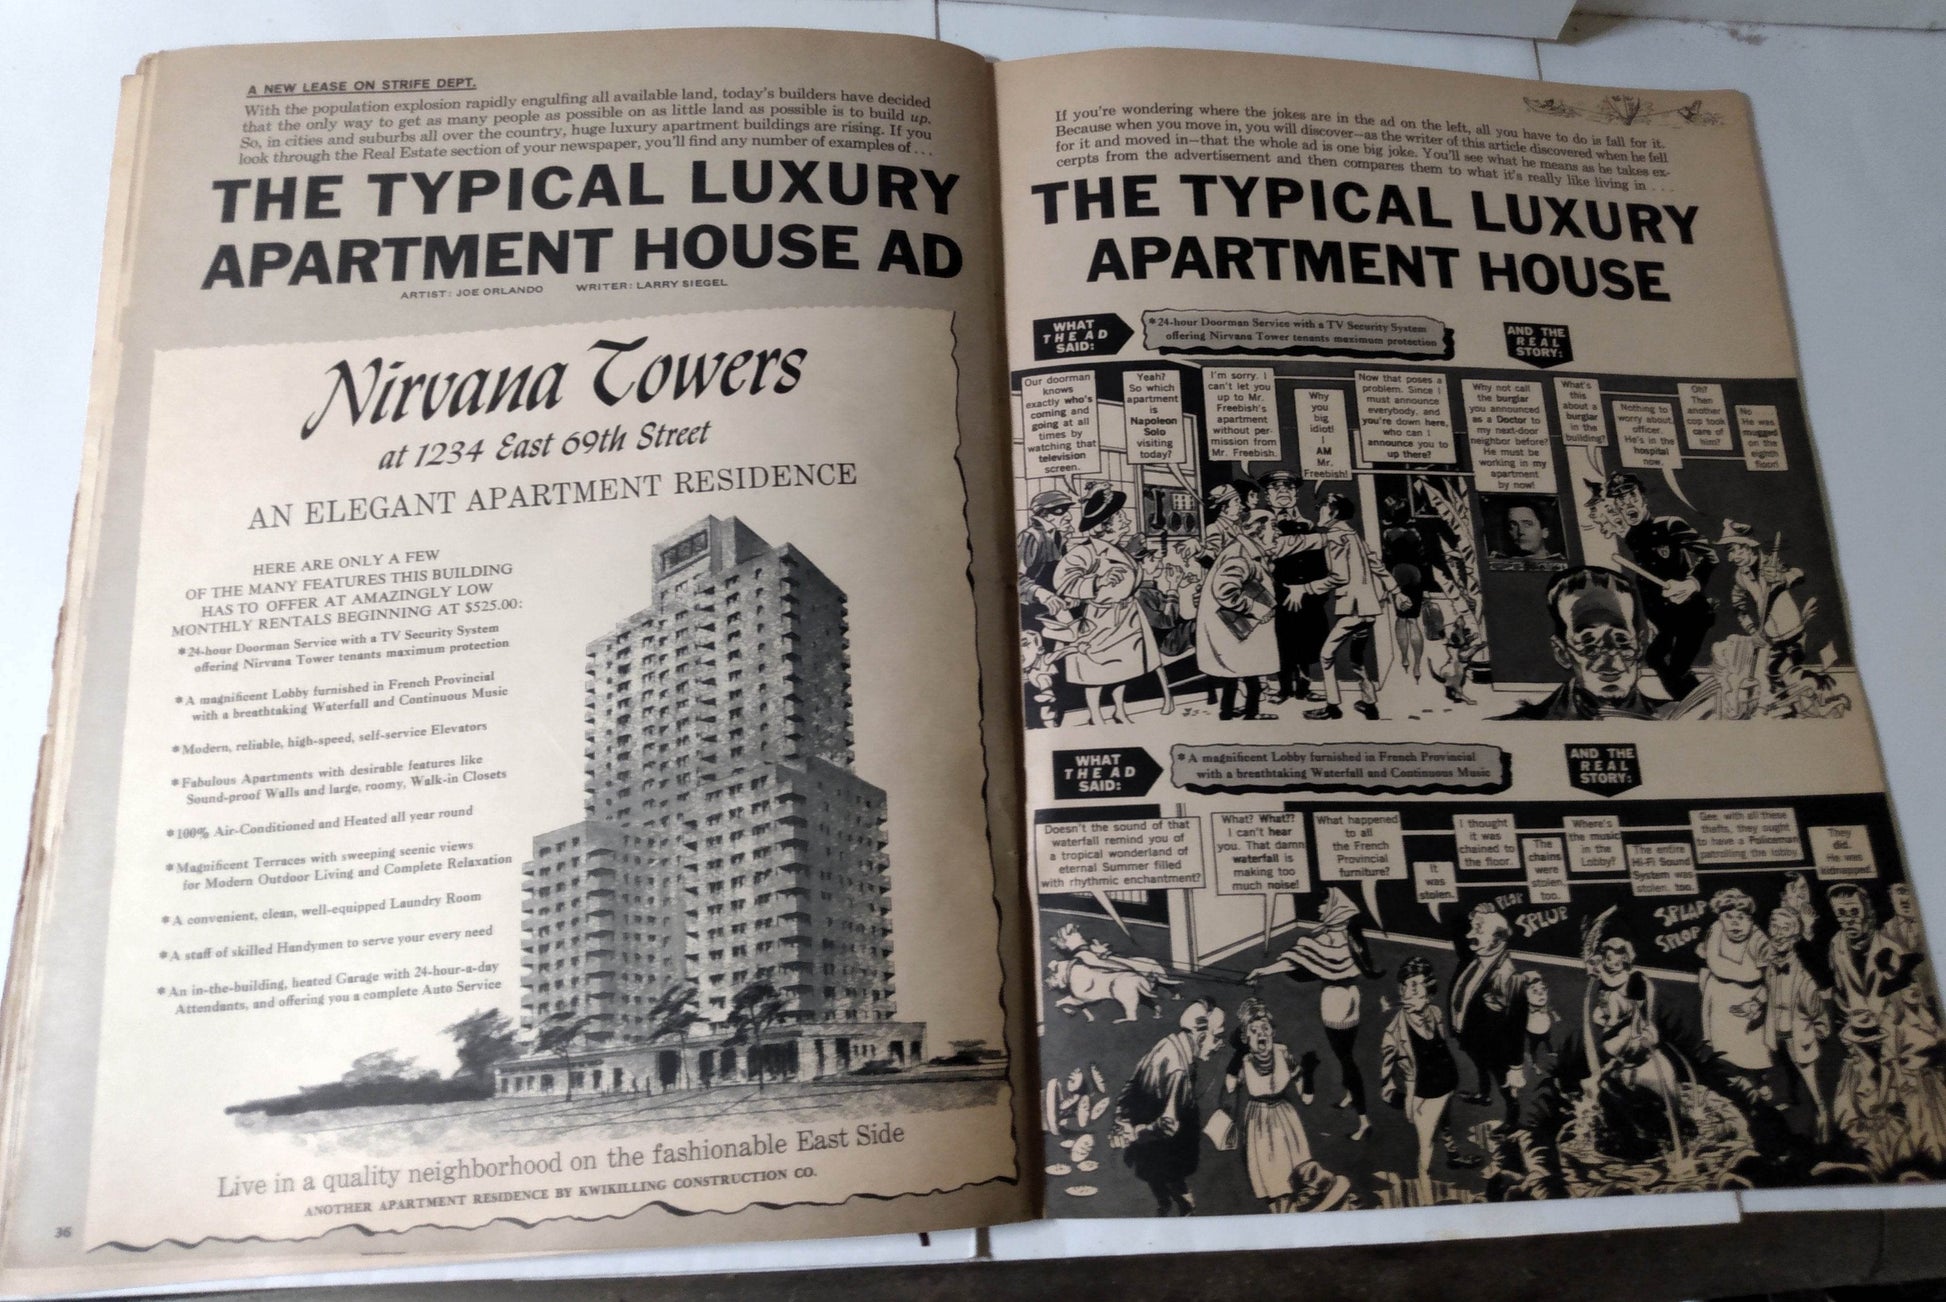 A NEW LEASE ON STRIFE DEPT.
With the population explosion rapidly engulfing all available land, today's builders have decided
that the only way to get as many people as possible on as little land as possible is to build up.
So, in cities and suburbs all over the country, huge luxury apartment buildings are rising. If you
look through the Real Estate section of your newspaper, you'll find any number of examples of . . .
THE TYPICAL LUXURY
APARTMENT HOUSE AD
ARTIST: JOE ORLANDO WRITER: LARRY SIEGEL
Nirvana Towers
at 1234 East 69th Street
AN ELEGANT APARTMENT RESIDENCE
HERE ARE ONLY A FEW
OF THE MANY FEATURES THIS BUILDING
HAS TO OFFER AT AMAZINGLY LOW
MONTHLY RENTALS BEGINNING AT $525.00:
*24-hour Doorman Service with a TV Security System
offering Nirvana Tower tenants maximum protection
*A magnificent Lobby furnished in French Provincial
with a breathtaking Waterfall and Continuous Music
*Modern, reliable, high-speed, self-service Elevators
*Fabulous Apartments with desirable features like
Sound-proof Walls and large, roomy, Walk-in Closets
*100% Air-Conditioned and Heated all year round
*Magnificent Terraces with sweeping scenic views
for Modern Outdoor Living and Complete Relaxation
*A convenient, clean, well-equipped Laundry Room
*A staff of skilled Handymen to serve your every need
*An in-the-building, heated Garage with 24-hour-a-day
Attendants, and offering you a complete Auto Service
Live in a quality neighborhood on the fashionable East Side
ANOTHER APARTMENT RESIDENCE BY KWIKILLING CONSTRUCTION CO.
36
If you're wondering where the jokes are in the ad on the left, all you have to do is fall for it.
Because when you move in, you will discover—as the writer of this article discovered when he fell
for it and moved in—that the whole ad is one big joke. You'll see what he means as he takes ex-
cerpts from the advertisement and then compares them to what it's really like living in . . .
THE TYPICAL LUXURY
APARTMENT HOUSE
WHAT
THE AD
SAID:
*24-hour Doorman Service with a TV Security System
offering Nirvana Tower tenants maximum protection
AND THE
REAL
STORY:
Our doorman
knows
exactly who's
coming and
going at all
times by
watching that
television
screen.
Yeah?
So which
apartment
is
Napoleon
Solo
visiting
today?
I'm sorry. I
can't let you
up to Mr.
Freebish's
apartment
without per-
mission from
Mr. Freebish.
Why
you
big
idiot!
I
AM
Mr.
Freebish!
Now that poses a
problem. Since I
must announce
everybody, and
you're down here,
who can I
announce you to
up there?
Why not call
the burglar
you announced
as a Doctor to
my next-door
neighbor before?
He must be
working in my
apartment
by now!
What's
this
about a
burglar
in the
building?
Nothing to
worry about,
officer.
He's in the
hospital
now.
Oh?
Then
another
cop took
care of
him?
No . . .
He was
mugged
on the
eighth
floor!
WHAT
THE AD
SAID:
*A magnificent Lobby furnished in French Provincial
with a breathtaking Waterfall and Continuous Music
AND THE
REAL
STORY:
Doesn't the sound of that
waterfall remind you of
a tropical wonderland of
eternal Summer filled
with rhythmic enchantment?
What? What??
I can't hear
you. That damn
waterfall is
making too
much noise!
What happened
to all
the French
Provincial
furniture?
It
was
stolen.
I thought
it was
chained to
the floor.
The
chains
were
stolen,
too.
Where's
the music
in the
Lobby?
The entire
Hi-Fi Sound
System was
stolen, too.
Gee, with all these
thefts, they ought
to have a Policeman
patrolling the lobby.
They
did.
He was
kidnapped.
PLOP
SPLUP
SPLAP
SPLOP